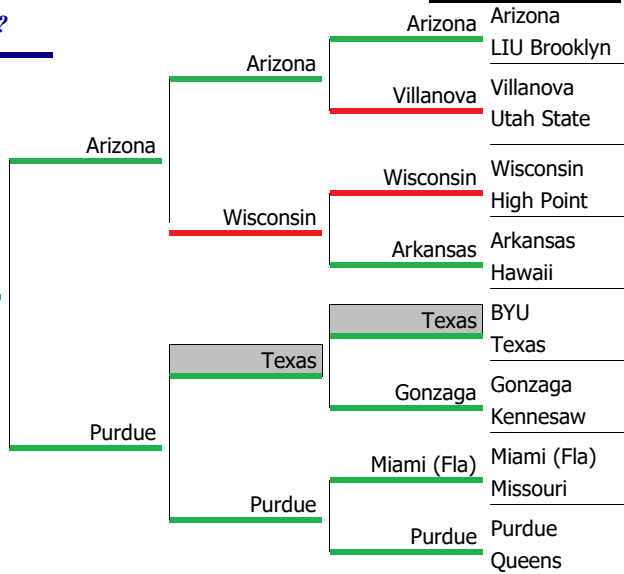 ?
Arizona
Arizona
Purdue
Arizona
Wisconsin
Texas
Purdue
Arizona
Villanova
Wisconsin
Arkansas
Texas
Gonzaga
Miami (Fla)
Purdue
Arizona
LIU Brooklyn
Villanova
Utah State
Wisconsin
High Point
Arkansas
Hawaii
BYU
Texas
Gonzaga
Kennesaw
Miami (Fla)
Missouri
Purdue
Queens